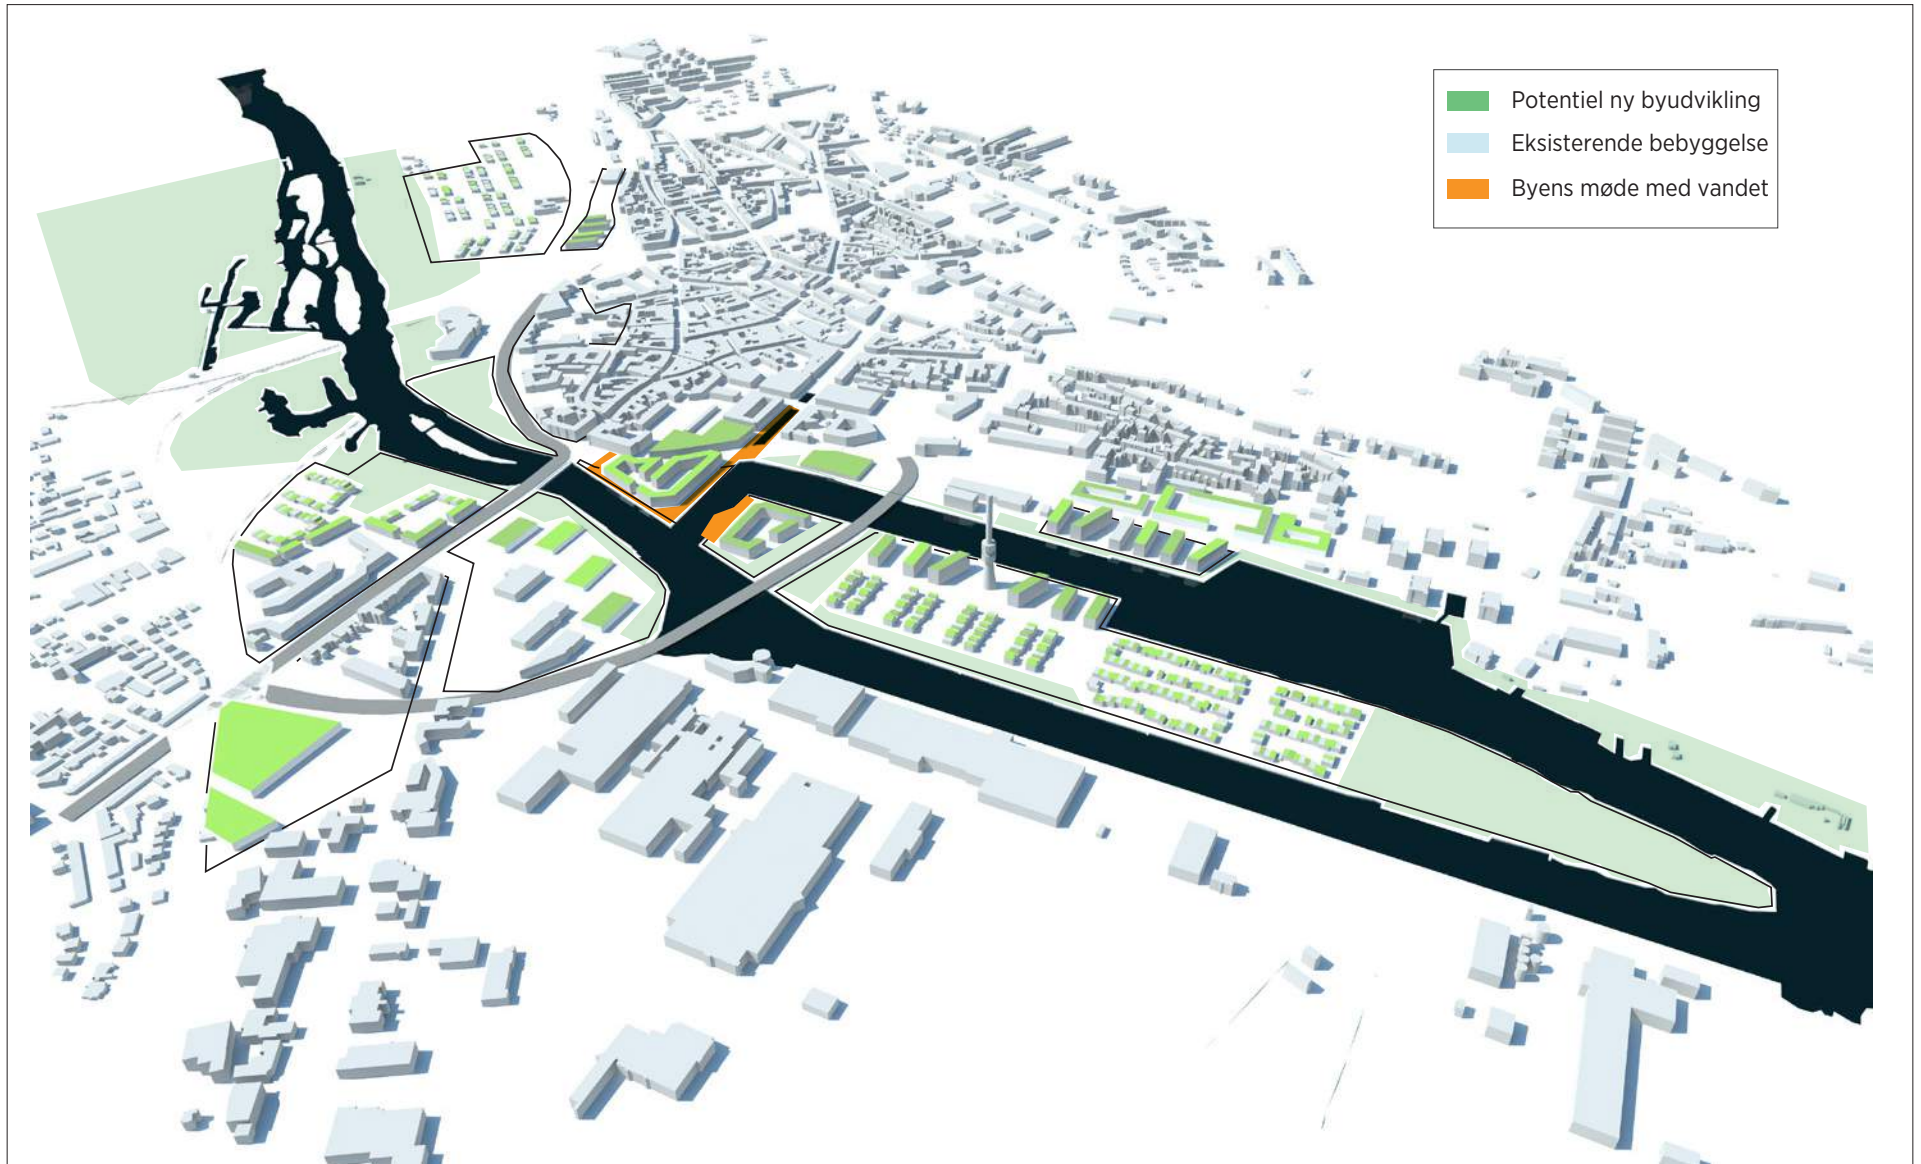 Potentiel ny byudvikling
Eksisterende bebyggelse
Byens møde med vandet